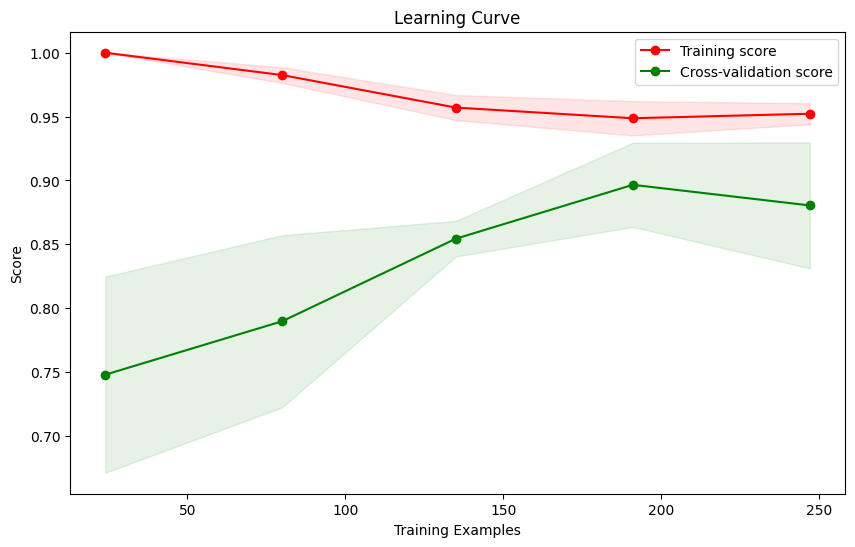 Learning Curve
Training score
Cross-validation score
1.00
0.95
0.90
0.85
0.80
0.75
0.70
Score
50
100
150
200
250
Training Examples